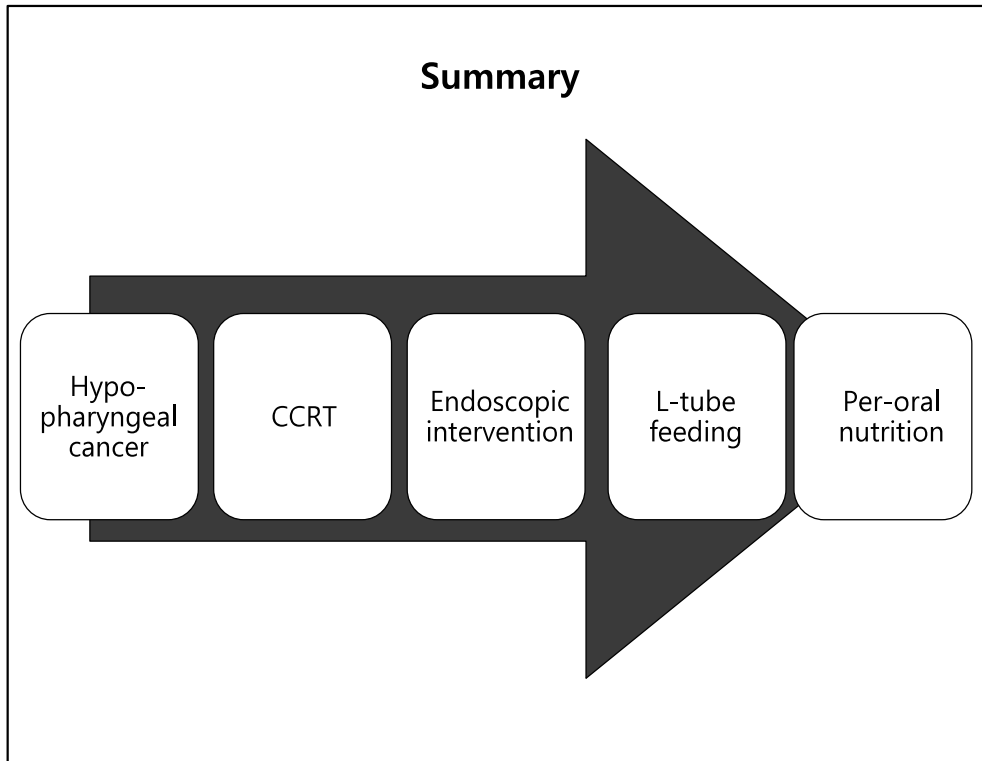 Summary
Hypo-
pharyngeal
cancer
CCRT
Endoscopic
intervention
L-tube
feeding
Per-oral
nutrition